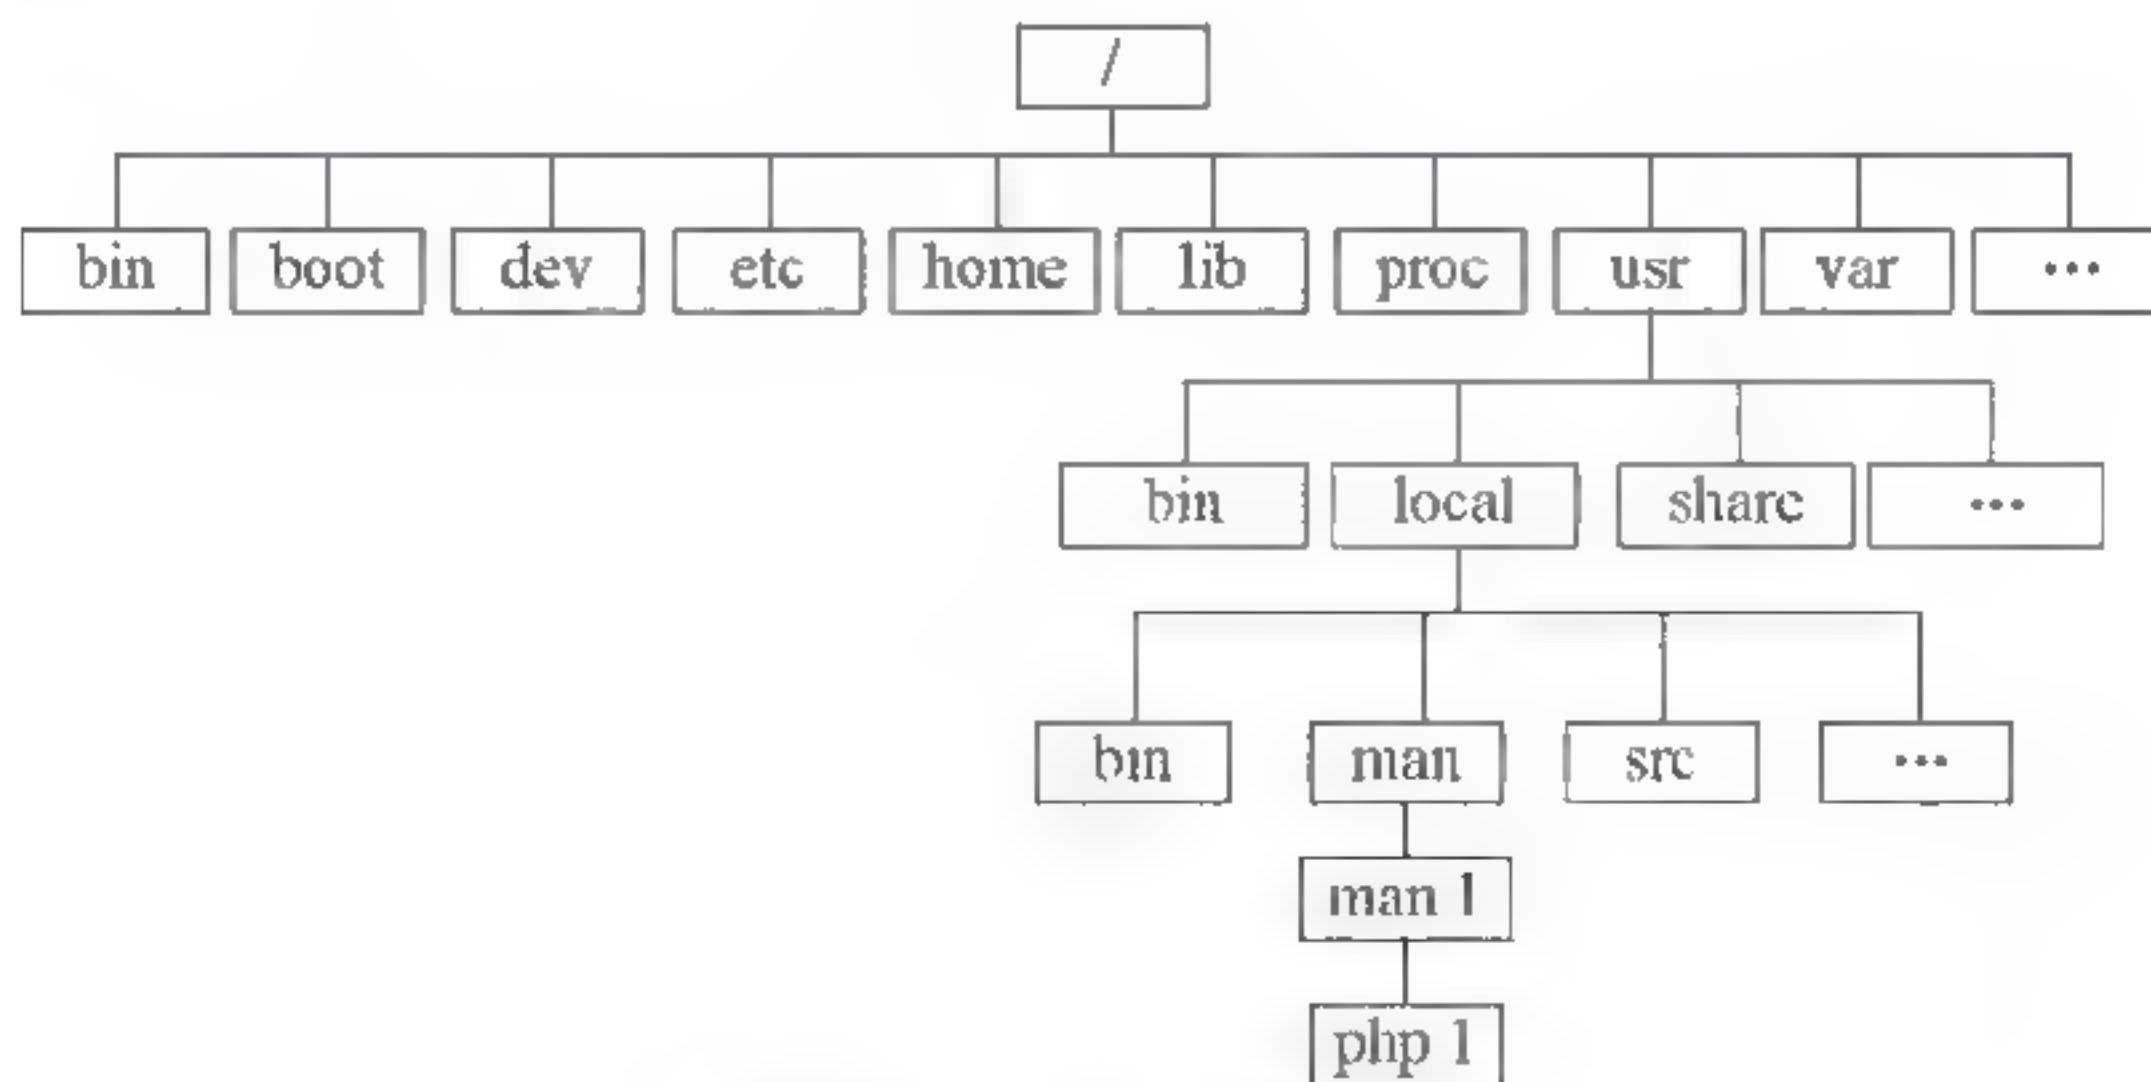 /
bin boot dev etc home lib proc usr var •••
bin local share •••
bin man src •••
man 1
php 1